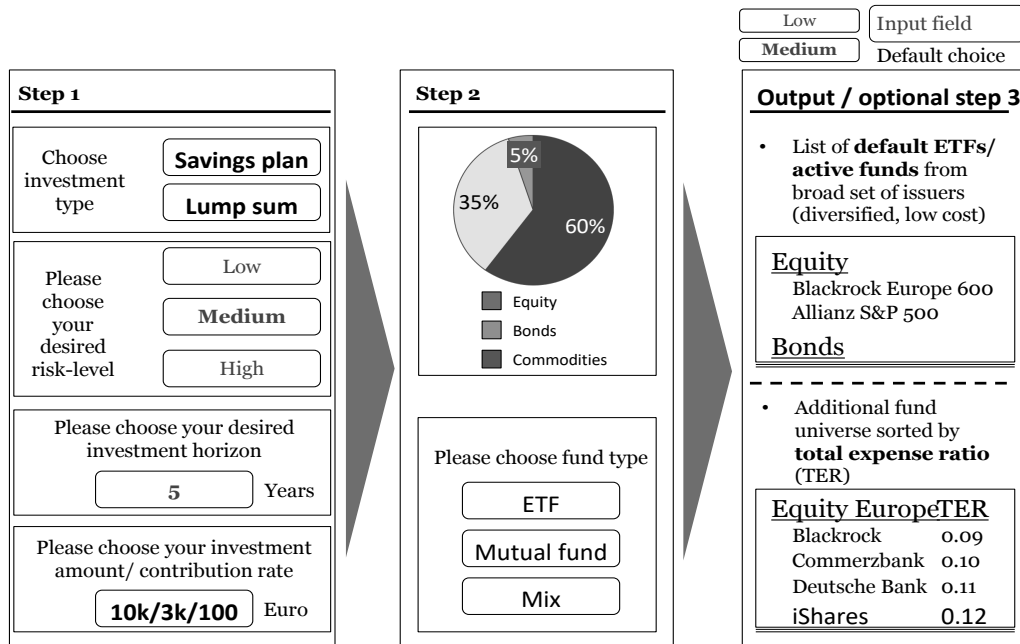 Low
Input field
Medium
Default choice
Step 1
Choose
investment
type
Savings plan
Lump sum
Please
choose
your
desired
risk-level
Low
Medium
High
Please choose your desired
investment horizon
5
Years
Please choose your investment
amount/ contribution rate
10k/3k/100
Euro
Step 2
5%
35%
60%
Equity
Bonds
Commodities
Please choose fund type
ETF
Mutual fund
Mix
Output / optional step 3
• List of default ETFs/
active funds from
broad set of issuers
(diversified, low cost)
Equity
Blackrock Europe 600
Allianz S&P 500
Bonds
• Additional fund
universe sorted by
total expense ratio
(TER)
Equity Europe TER
Blackrock 0.09
Commerzbank 0.10
Deutsche Bank 0.11
iShares 0.12